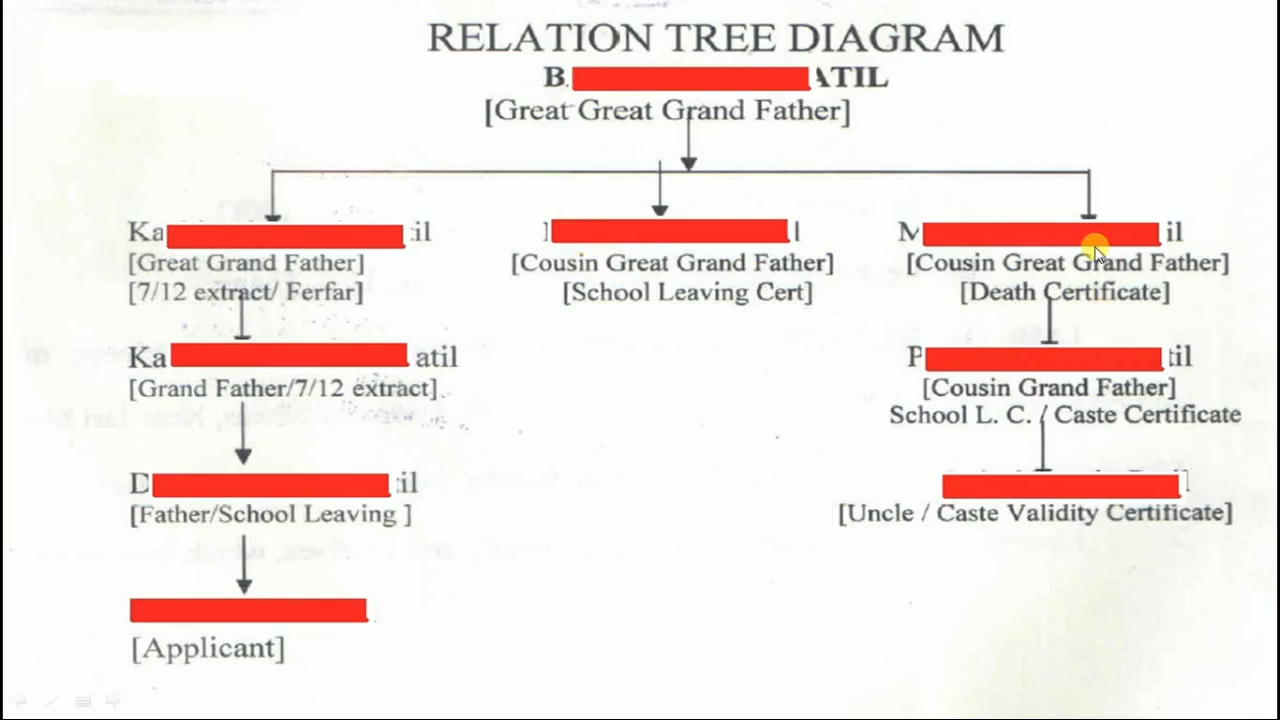 RELATION TREE DIAGRAM
B. ATIL
[Great Great Grand Father]
Ka til
[Great Grand Father]
[7/12 extract/ Ferfar]
l
[Cousin Great Grand Father]
[School Leaving Cert]
M il
[Cousin Great Grand Father]
[Death Certificate]
Ka atil
[Grand Father/7/12 extract]
P til
[Cousin Grand Father]
School L. C. / Caste Certificate
D til
[Father/School Leaving ]
[Uncle / Caste Validity Certificate]
[Applicant]